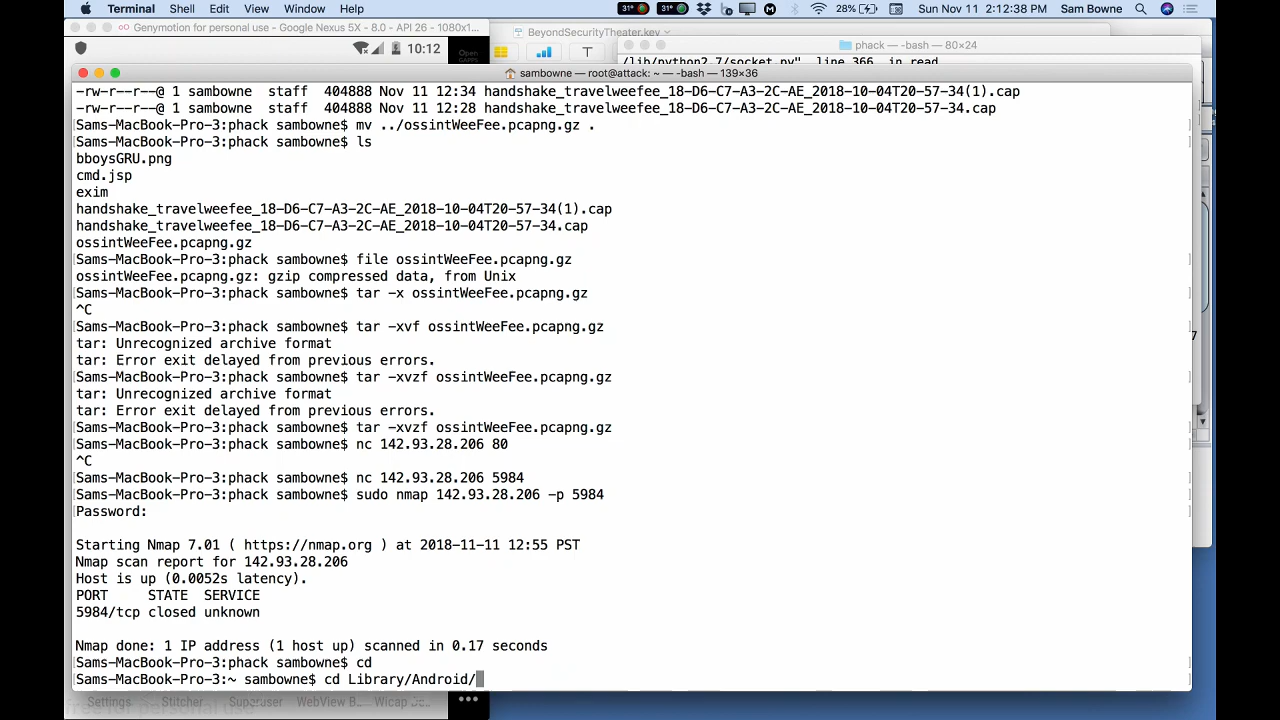 Terminal Shell Edit View Window Help 31° 31° 28% Sun Nov 11 2:12:38 PM Sam Bowne
Genymotion for personal use - Google Nexus 5X - 8.0 - API 26 - 1080x1...
BeyondSecurityTheater.key
10:12
phack — -bash — 80×24
/lib/python2.7/socket.py", line 366, in read
sambowne — root@attack: ~ — -bash — 139×36
-rw-r--r--@ 1 sambowne staff 404888 Nov 11 12:34 handshake_travelweefee_18-D6-C7-A3-2C-AE_2018-10-04T20-57-34(1).cap
-rw-r--r--@ 1 sambowne staff 404888 Nov 11 12:28 handshake_travelweefee_18-D6-C7-A3-2C-AE_2018-10-04T20-57-34.cap
[Sams-MacBook-Pro-3:phack sambowne$ mv ../ossintWeeFee.pcapng.gz . ]
[Sams-MacBook-Pro-3:phack sambowne$ ls ]
bboysGRU.png
cmd.jsp
exim
handshake_travelweefee_18-D6-C7-A3-2C-AE_2018-10-04T20-57-34(1).cap
handshake_travelweefee_18-D6-C7-A3-2C-AE_2018-10-04T20-57-34.cap
ossintWeeFee.pcapng.gz
[Sams-MacBook-Pro-3:phack sambowne$ file ossintWeeFee.pcapng.gz ]
ossintWeeFee.pcapng.gz: gzip compressed data, from Unix
[Sams-MacBook-Pro-3:phack sambowne$ tar -x ossintWeeFee.pcapng.gz ]
^C
[Sams-MacBook-Pro-3:phack sambowne$ tar -xvf ossintWeeFee.pcapng.gz ]
tar: Unrecognized archive format
tar: Error exit delayed from previous errors.
[Sams-MacBook-Pro-3:phack sambowne$ tar -xvzf ossintWeeFee.pcapng.gz ]
tar: Unrecognized archive format
tar: Error exit delayed from previous errors.
[Sams-MacBook-Pro-3:phack sambowne$ tar -xvzf ossintWeeFee.pcapng.gz ]
[Sams-MacBook-Pro-3:phack sambowne$ nc 142.93.28.206 80 ]
^C
[Sams-MacBook-Pro-3:phack sambowne$ nc 142.93.28.206 5984 ]
[Sams-MacBook-Pro-3:phack sambowne$ sudo nmap 142.93.28.206 -p 5984 ]
[Password: ]
Starting Nmap 7.01 ( https://nmap.org ) at 2018-11-11 12:55 PST
Nmap scan report for 142.93.28.206
Host is up (0.0052s latency).
PORT STATE SERVICE
5984/tcp closed unknown
Nmap done: 1 IP address (1 host up) scanned in 0.17 seconds
[Sams-MacBook-Pro-3:phack sambowne$ cd ]
Sams-MacBook-Pro-3:~ sambowne$ cd Library/Android/
Settings Stitcher Superuser WebView B... Wicap Dc...